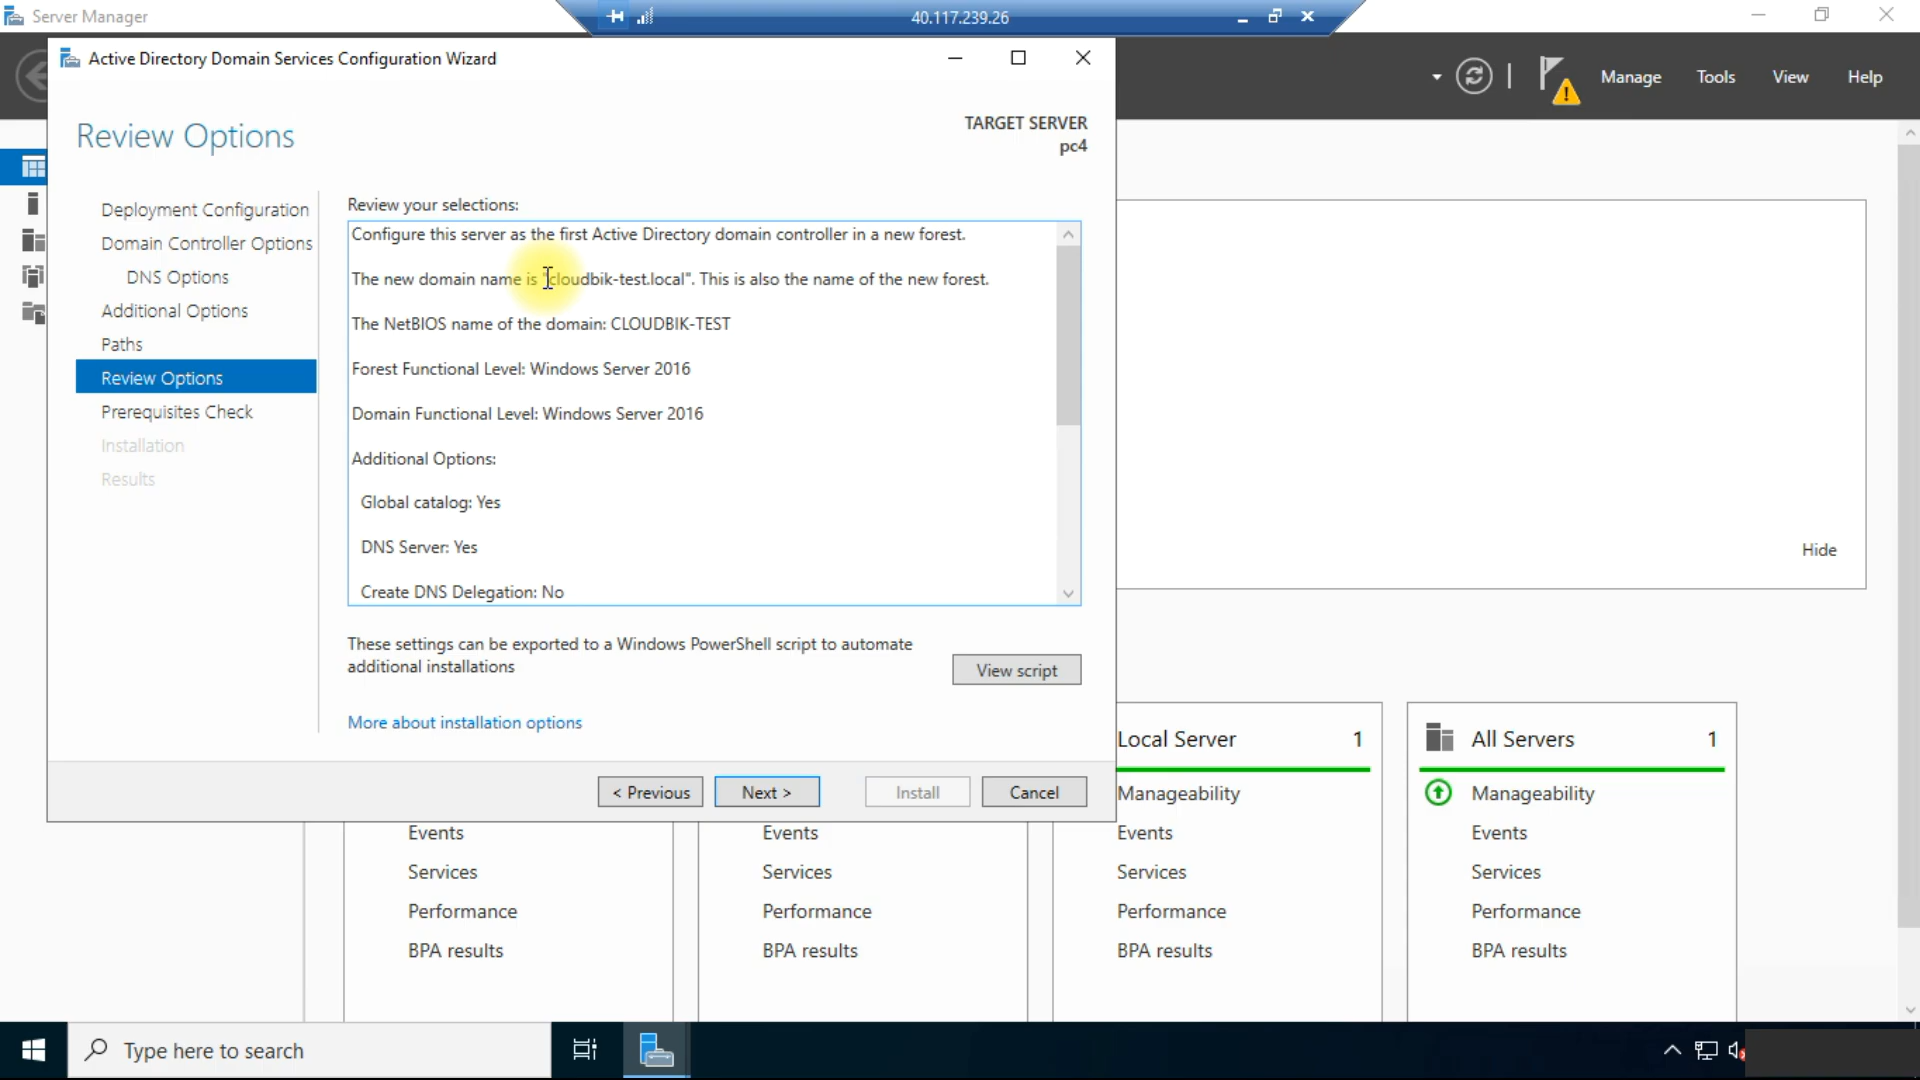 Server Manager
40.117.239.26
Active Directory Domain Services Configuration Wizard
Manage Tools View Help
Review Options
TARGET SERVER
pc4
Deployment Configuration
Domain Controller Options
DNS Options
Additional Options
Paths
Review Options
Prerequisites Check
Installation
Results
Review your selections:
Configure this server as the first Active Directory domain controller in a new forest.
The new domain name is "cloudbik-test.local". This is also the name of the new forest.
The NetBIOS name of the domain: CLOUDBIK-TEST
Forest Functional Level: Windows Server 2016
Domain Functional Level: Windows Server 2016
Additional Options:
Global catalog: Yes
DNS Server: Yes
Create DNS Delegation: No
These settings can be exported to a Windows PowerShell script to automate
additional installations
View script
More about installation options
< Previous Next > Install Cancel
Hide
Local Server 1
Manageability
Events
Services
Performance
BPA results
All Servers 1
Manageability
Events
Services
Performance
BPA results
Events
Services
Performance
BPA results
Events
Services
Performance
BPA results
Type here to search